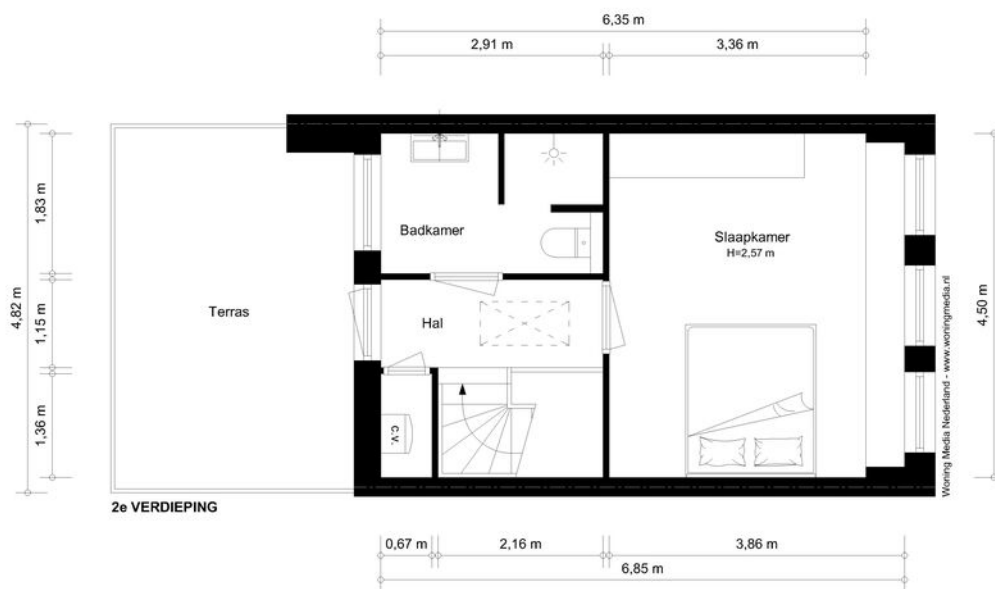 6,35 m
2,91 m
3,36 m
4,82 m
1,83 m
1,15 m
1,36 m
Badkamer
Slaapkamer
H=2,57 m
Terras
Hal
C.V.
4,50 m
Woning Media Nederland - www.woningmedia.nl
2e VERDIEPING
0,67 m
2,16 m
3,86 m
6,85 m